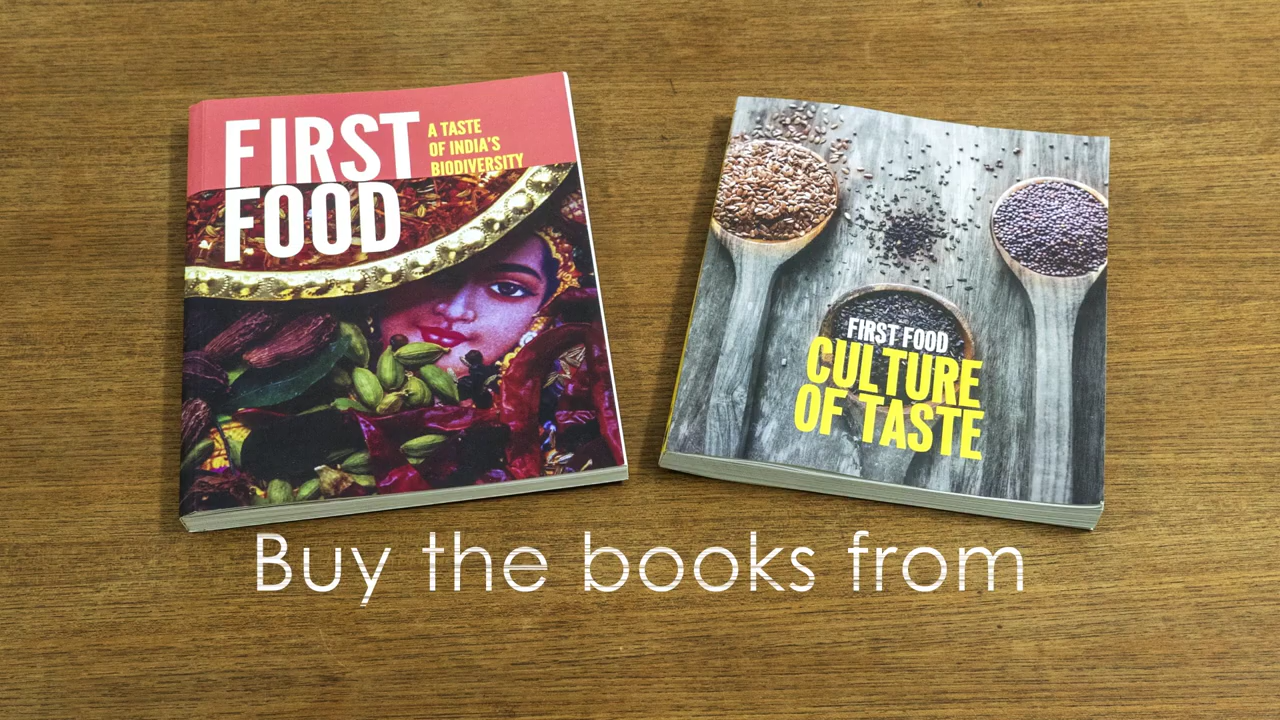 FIRST
FOOD
A TASTE
OF INDIA'S
BIODIVERSITY
FIRST FOOD
CULTURE
OF TASTE
Buy the books from